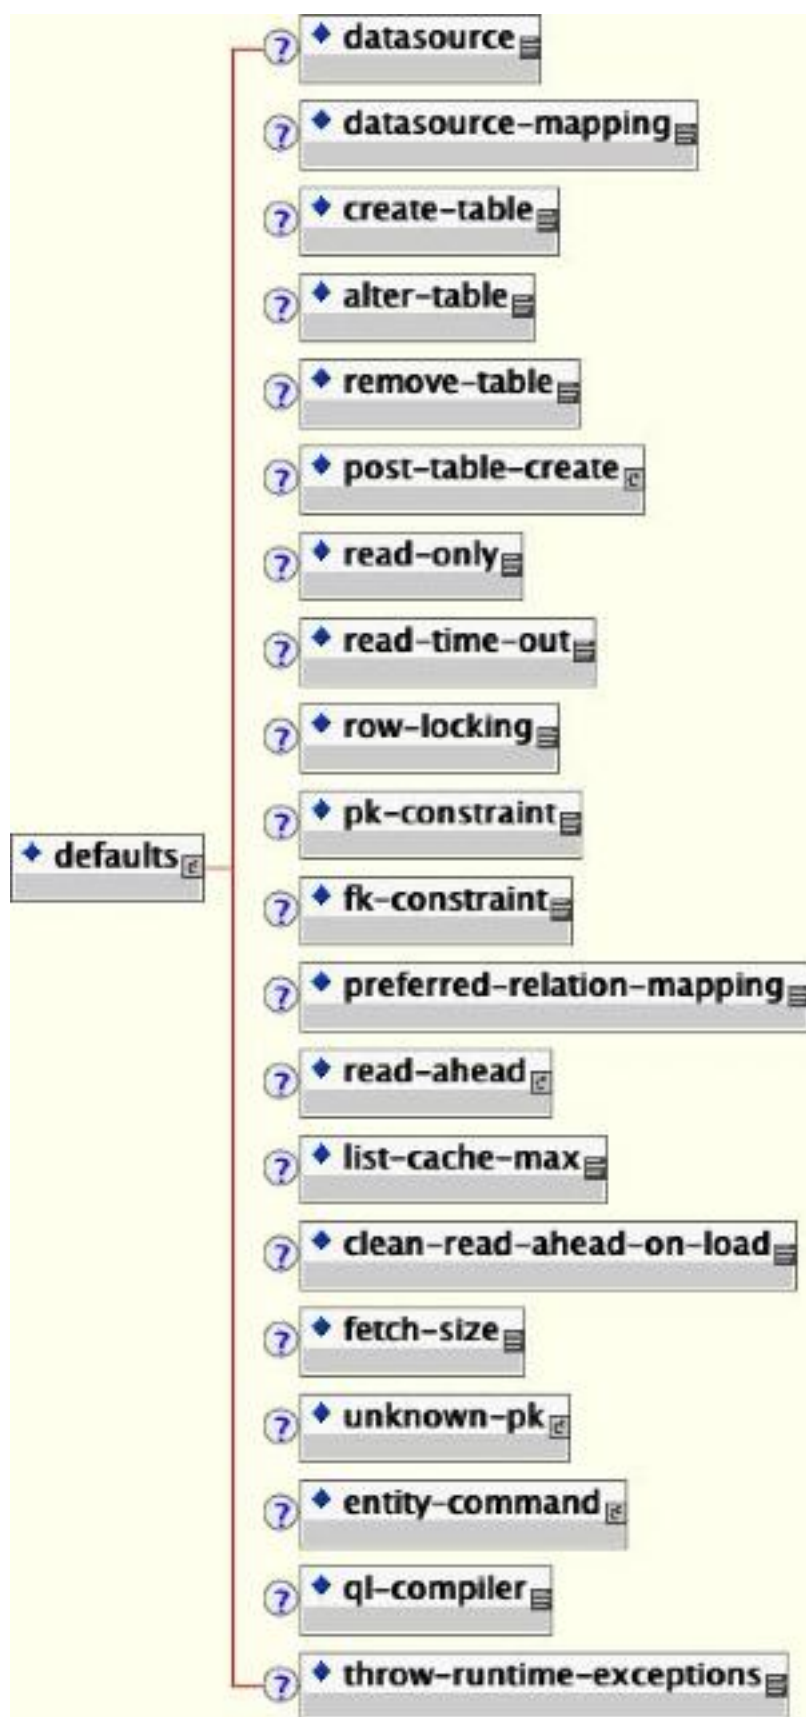 datasource
datasource-mapping
create-table
alter-table
remove-table
post-table-create
read-only
read-time-out
row-locking
pk-constraint
defaults
fk-constraint
preferred-relation-mapping
read-ahead
list-cache-max
clean-read-ahead-on-load
fetch-size
unknown-pk
entity-command
ql-compiler
throw-runtime-exceptions